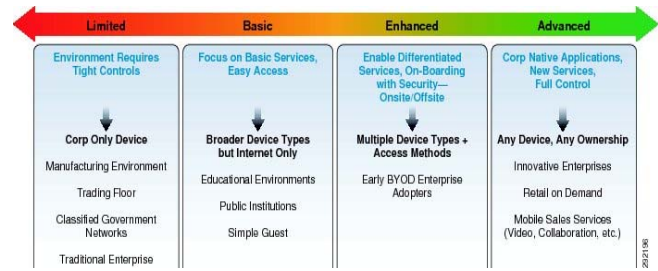 Limited
Basic
Enhanced
Advanced
Environment Requires
Tight Controls
Corp Only Device
Manufacturing Environment
Trading Floor
Classified Government
Networks
Traditional Enterprise
Focus on Basic Services,
Easy Access
Broader Device Types
but Internet Only
Educational Environments
Public Institutions
Simple Guest
Enable Differentiated
Services, On-Boarding
with Security—
Onsite/Offsite
Multiple Device Types +
Access Methods
Early BYOD Enterprise
Adopters
Corp Native Applications,
New Services,
Full Control
Any Device, Any Ownership
Innovative Enterprises
Retail on Demand
Mobile Sales Services
(Video, Collaboration, etc.)
292196